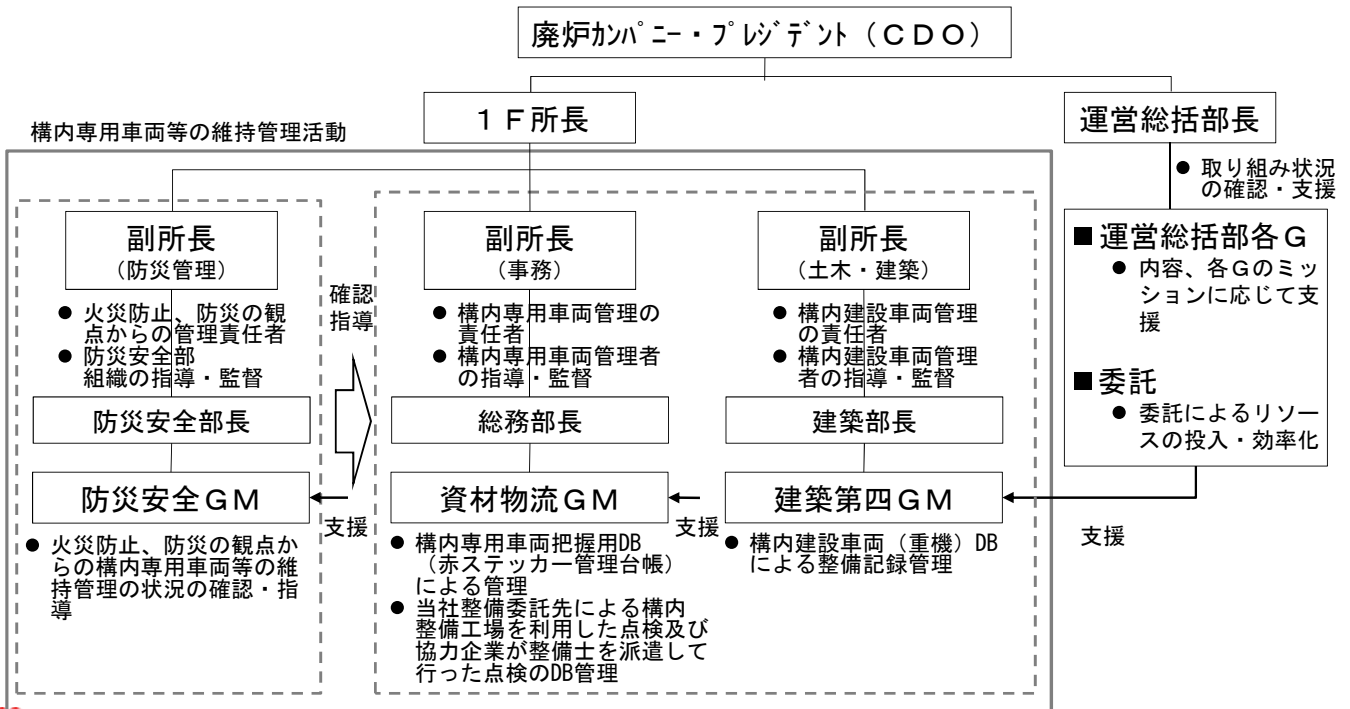 廃炉ｶﾝﾊﾟﾆｰ・ﾌﾟﾚｼﾞﾃﾞﾝﾄ（ＣＤＯ）
１Ｆ所長
運営総括部長
構内専用車両等の維持管理活動
● 取り組み状況
の確認・支援
副所長
（防災管理）
● 火災防止、防災の観
点からの管理責任者
● 防災安全部
組織の指導・監督
防災安全部長
防災安全ＧＭ
● 火災防止、防災の観点か
らの構内専用車両等の維
持管理の状況の確認・指
導
確認
指導
支援
副所長
（事務）
● 構内専用車両管理の
責任者
● 構内専用車両管理者
の指導・監督
総務部長
資材物流ＧＭ
● 構内専用車両把握用DB
（赤ステッカー管理台帳）
による管理
● 当社整備委託先による構内
整備工場を利用した点検及び
協力企業が整備士を派遣して
行った点検のDB管理
支援
副所長
（土木・建築）
● 構内建設車両管理
の責任者
● 構内建設車両管理
者の指導・監督
建築部長
建築第四ＧＭ
● 構内建設車両（重機）DB
による整備記録管理
■ 運営総括部各Ｇ
● 内容、各Ｇのミッ
ションに応じて支
援
■ 委託
● 委託によるリソー
スの投入・効率化
支援